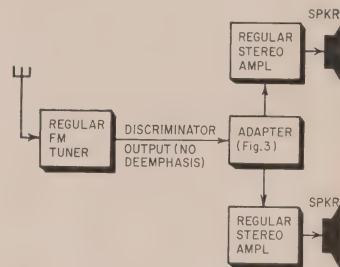 SPKR
REGULAR
STEREO
AMPL
REGULAR
FM
TUNER
DISCRIMINATOR
OUTPUT (NO
DEEMPHASIS)
ADAPTER
(Fig.3)
SPKR
REGULAR
STEREO
AMPL